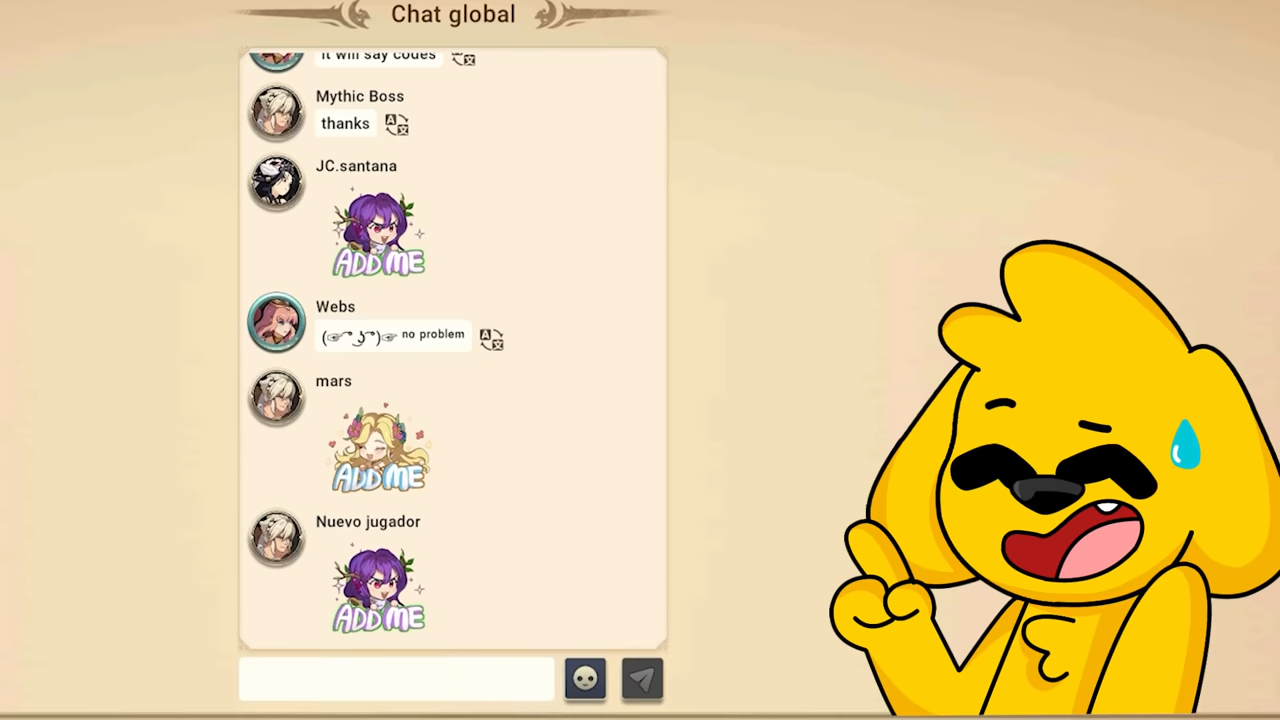 Chat global
it will say codes
Mythic Boss
thanks
JC.santana
ADD ME
Webs
(☞͡° ͜ʖ ͡°)☞ no problem
mars
ADD ME
Nuevo jugador
ADD ME